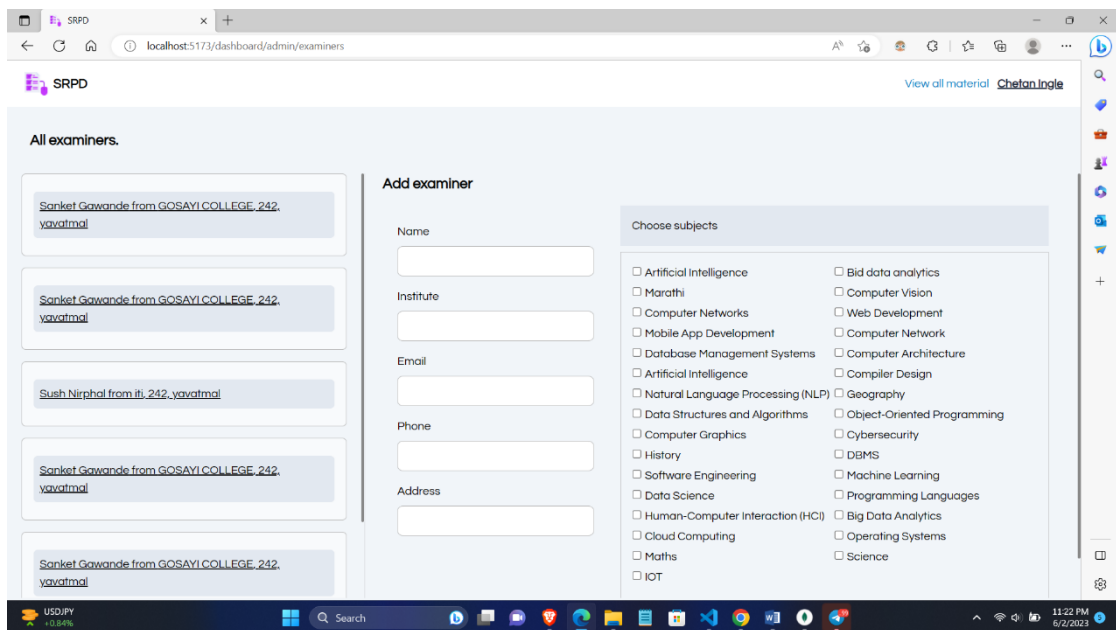 SRPD
localhost:5173/dashboard/admin/examiners
SRPD
View all material Chetan Ingle
All examiners.
Sanket Gawande from GOSAYI COLLEGE, 242,
yavatmal
Sanket Gawande from GOSAYI COLLEGE, 242,
yavatmal
Sush Nirphal from iti, 242, yavatmal
Sanket Gawande from GOSAYI COLLEGE, 242,
yavatmal
Sanket Gawande from GOSAYI COLLEGE, 242,
yavatmal
Add examiner
Name
Institute
Email
Phone
Address
Choose subjects
Artificial Intelligence
Bid data analytics
Marathi
Computer Vision
Computer Networks
Web Development
Mobile App Development
Computer Network
Database Management Systems
Computer Architecture
Artificial Intelligence
Compiler Design
Natural Language Processing (NLP)
Geography
Data Structures and Algorithms
Object-Oriented Programming
Computer Graphics
Cybersecurity
History
DBMS
Software Engineering
Machine Learning
Data Science
Programming Languages
Human-Computer Interaction (HCI)
Big Data Analytics
Cloud Computing
Operating Systems
Maths
Science
IOT
USDJPY
+0.84%
Search
11:22 PM
6/2/2023